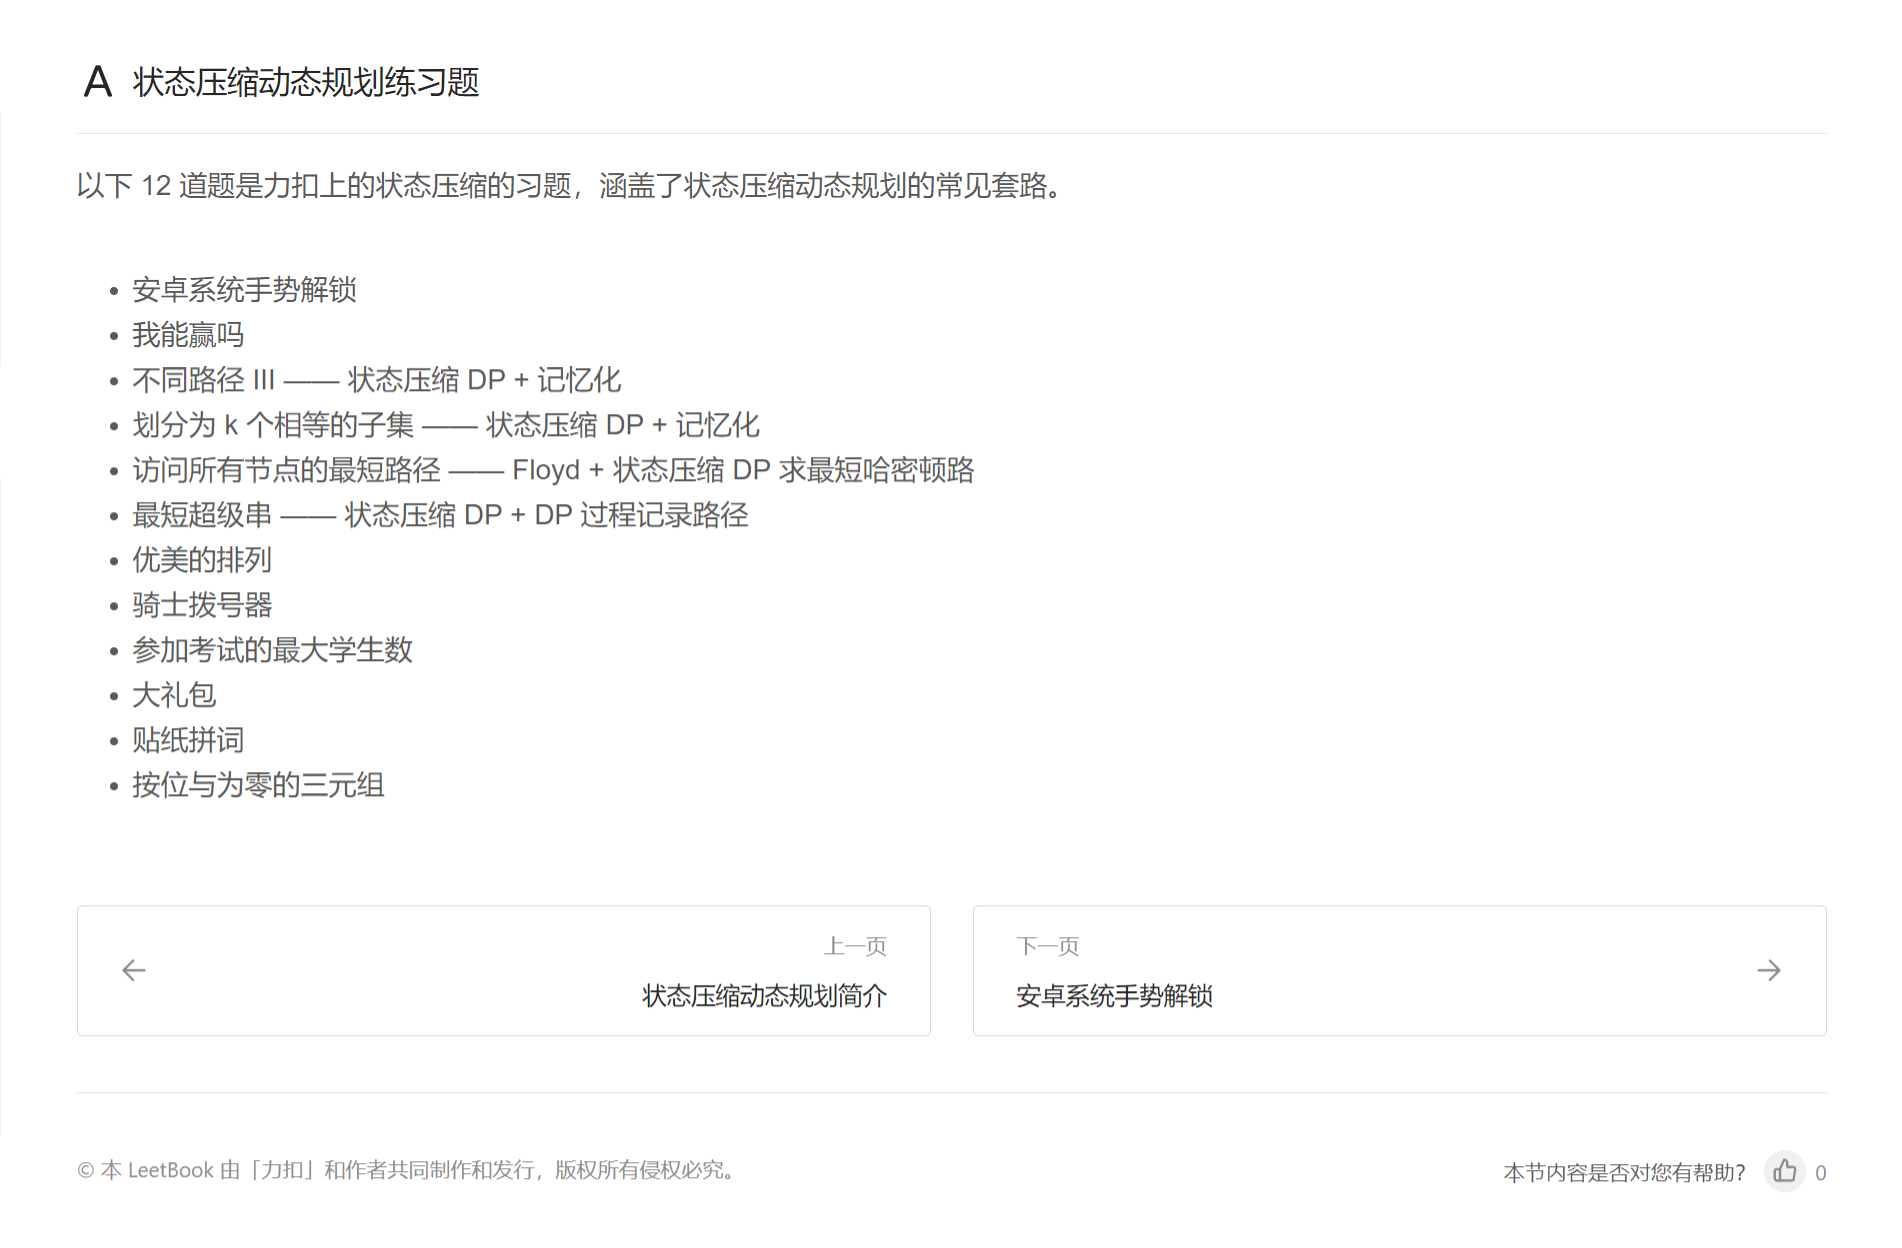 A 状态压缩动态规划练习题
以下 12 道题是力扣上的状态压缩的习题，涵盖了状态压缩动态规划的常见套路。
• 安卓系统手势解锁
• 我能赢吗
• 不同路径 III —— 状态压缩 DP + 记忆化
• 划分为 k 个相等的子集 —— 状态压缩 DP + 记忆化
• 访问所有节点的最短路径 —— Floyd + 状态压缩 DP 求最短哈密顿路
• 最短超级串 —— 状态压缩 DP + DP 过程记录路径
• 优美的排列
• 骑士拨号器
• 参加考试的最大学生数
• 大礼包
• 贴纸拼词
• 按位与为零的三元组
上一页
状态压缩动态规划简介
下一页
安卓系统手势解锁
© 本 LeetBook 由「力扣」和作者共同制作和发行，版权所有侵权必究。
本节内容是否对您有帮助？ 0